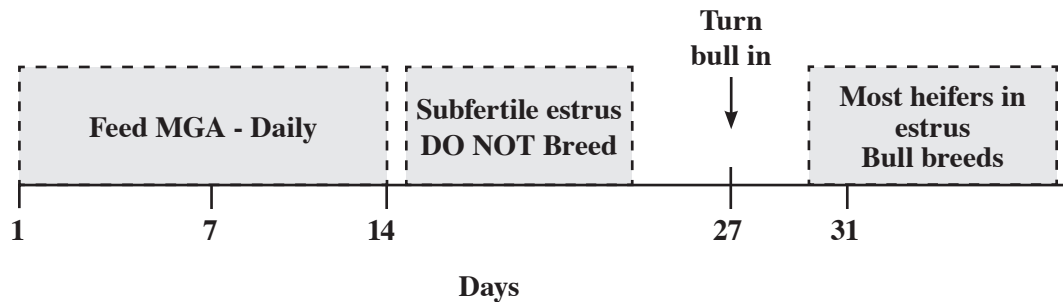 Turn
bull in
Feed MGA - Daily
Subfertile estrus
DO NOT Breed
Most heifers in
estrus
Bull breeds
1
7
14
27
31
Days